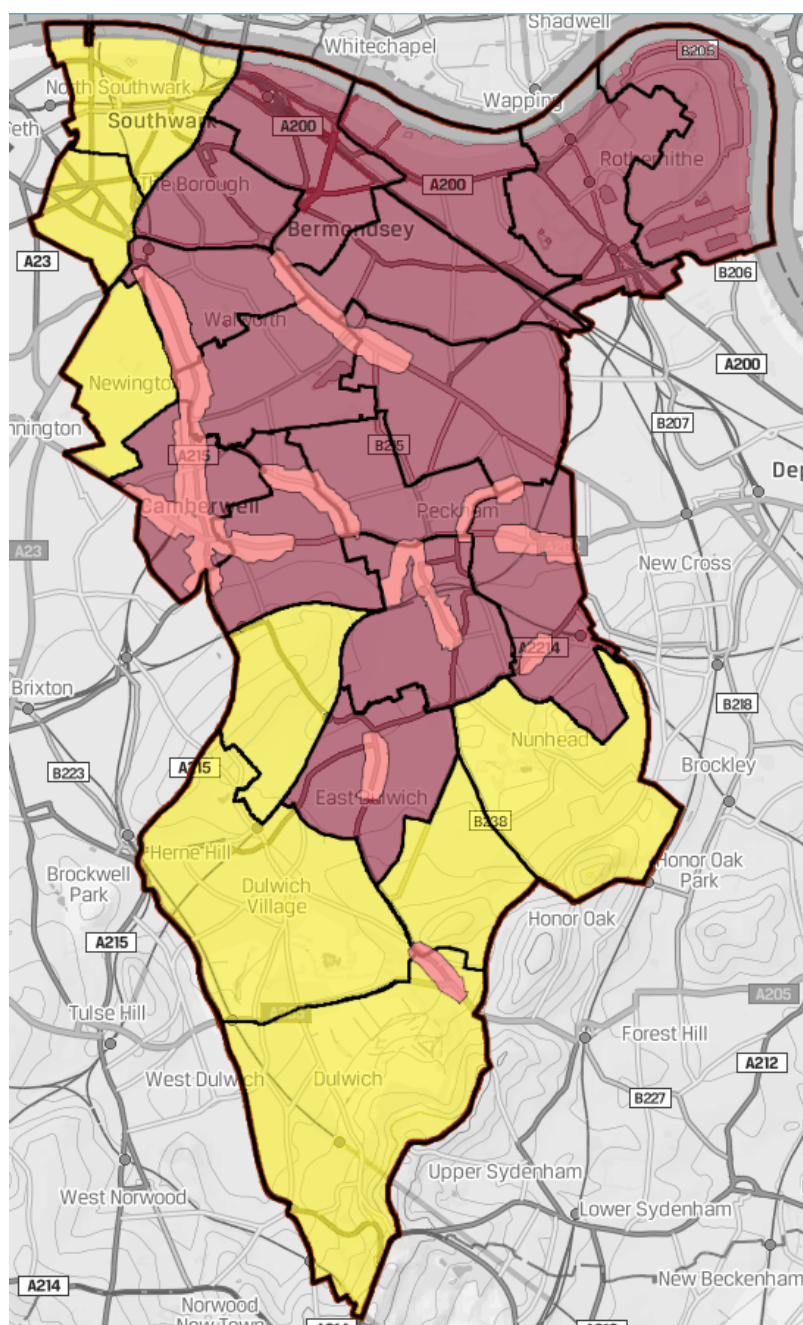 Shadwell
Whitechapel
B205
North Southwark
Wapping
Southwark
A200
Rotherhithe
The Borough
A200
Bermondsey
A23
B206
Walworth
A200
Newington
B207
nnington
B215
A215
Dep
Camberwell
Peckham
A23
New Cross
A2214
Brixton
B218
Nunhead
B223
A215
Brockley
East Dulwich
B238
Herne Hill
Honor Oak
Park
Brockwell
Park
Dulwich
Village
Honor Oak
A215
A205
Tulse Hill
Forest Hill
A212
West Dulwich
Dulwich
B227
Upper Sydenham
West Norwood
Lower Sydenham
New Beckenham
A214
Norwood
New Town